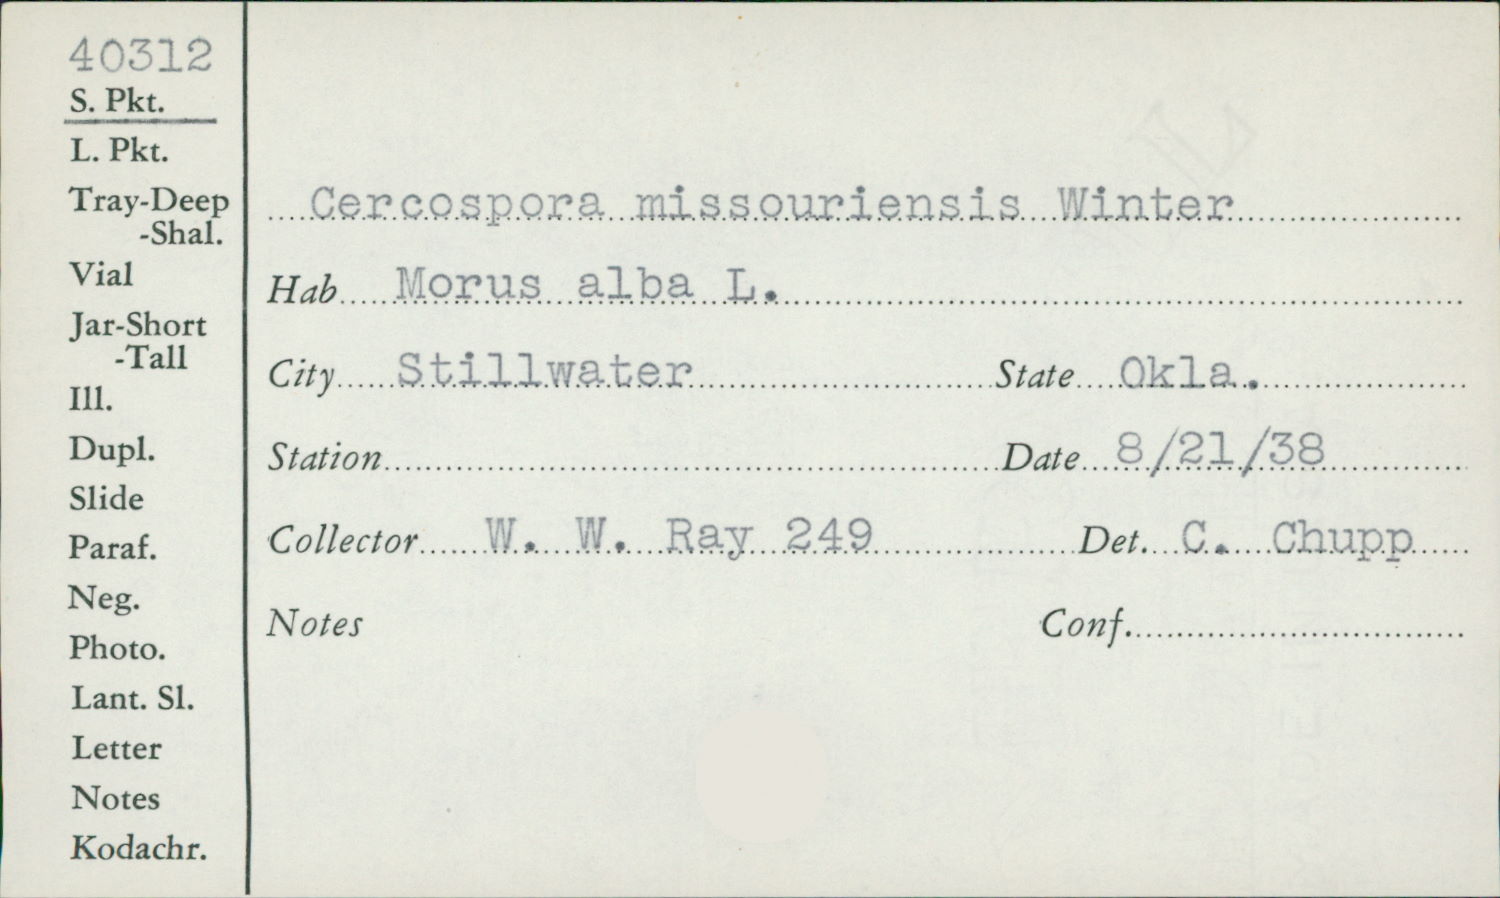 40312
S. Pkt.
L. Pkt.
Tray-Deep
-Shal.
Vial
Jar-Short
-Tall
Ill.
Dupl.
Slide
Paraf.
Neg.
Photo.
Lant. Sl.
Letter
Notes
Kodachr.
Cercospora missouriensis Winter
Hab Morus alba L.
City Stillwater State Okla.
Station Date 8/21/38
Collector W. W. Ray 249 Det. C. Chupp
Notes Conf.